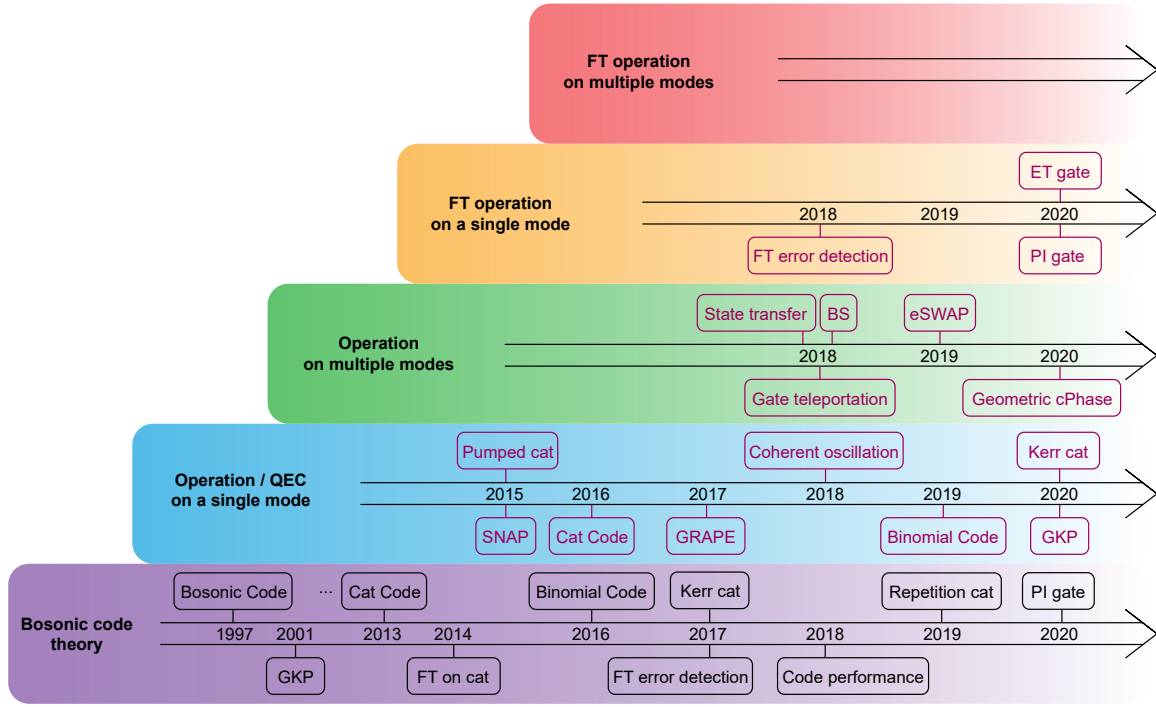 FT operation
on multiple modes
ET gate
FT operation
on a single mode
2018 2019 2020
FT error detection PI gate
State transfer BS eSWAP
Operation
on multiple modes
2018 2019 2020
Gate teleportation Geometric cPhase
Pumped cat Coherent oscillation Kerr cat
Operation / QEC
on a single mode
2015 2016 2017 2018 2019 2020
SNAP Cat Code GRAPE Binomial Code GKP
Bosonic Code ... Cat Code Binomial Code Kerr cat Repetition cat PI gate
Bosonic code
theory
1997 2001 2013 2014 2016 2017 2018 2019 2020
GKP FT on cat FT error detection Code performance